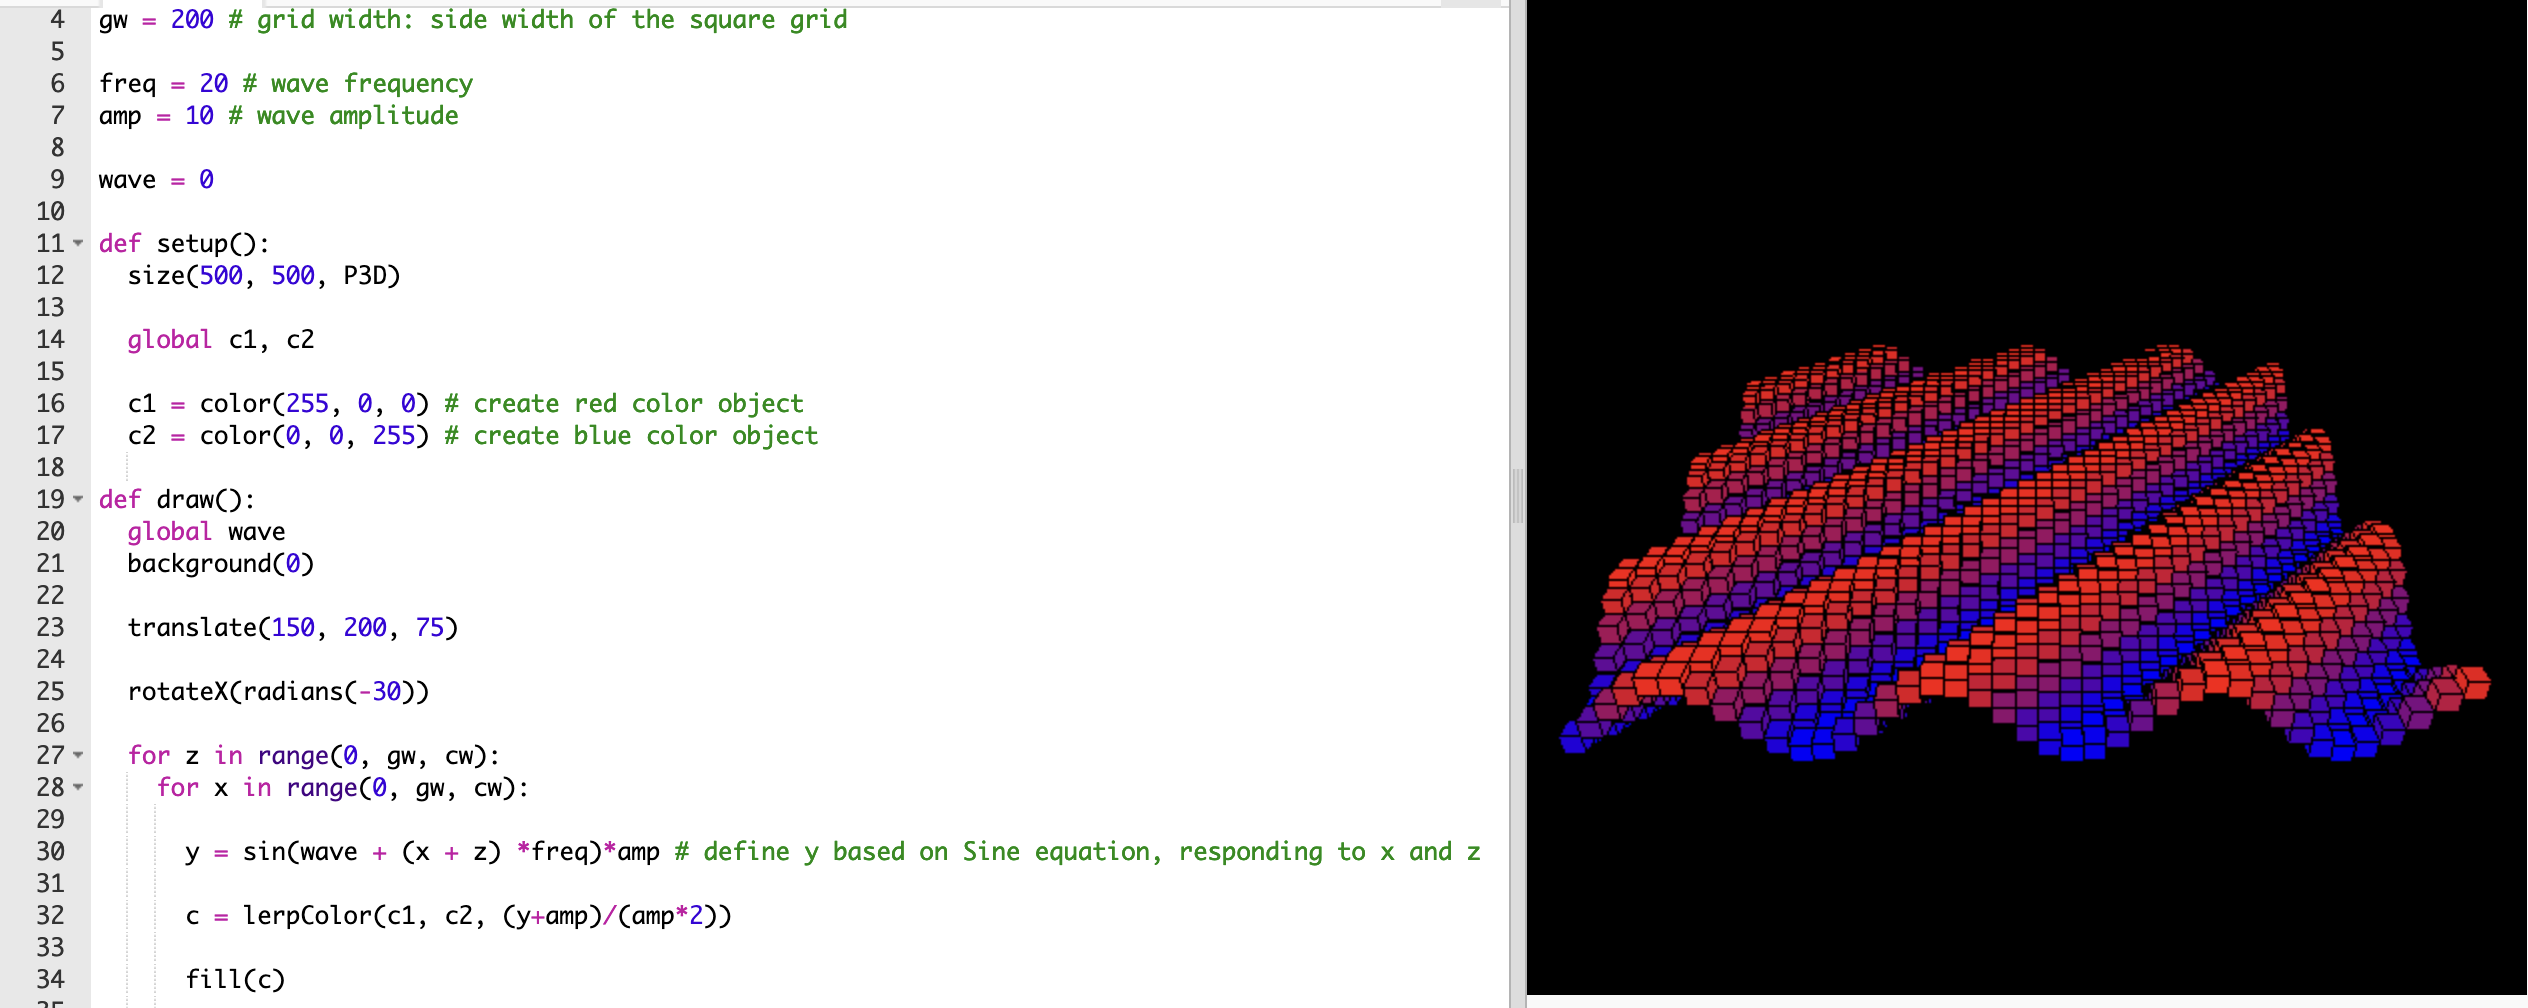 4 gw = 200 # grid width: side width of the square grid
5
6 freq = 20 # wave frequency
7 amp = 10 # wave amplitude
8
9 wave = 0
10
11 def setup():
12 size(500, 500, P3D)
13
14 global c1, c2
15
16 c1 = color(255, 0, 0) # create red color object
17 c2 = color(0, 0, 255) # create blue color object
18
19 def draw():
20 global wave
21 background(0)
22
23 translate(150, 200, 75)
24
25 rotateX(radians(-30))
26
27 for z in range(0, gw, cw):
28 for x in range(0, gw, cw):
29
30 y = sin(wave + (x + z) *freq)*amp # define y based on Sine equation, responding to x and z
31
32 c = lerpColor(c1, c2, (y+amp)/(amp*2))
33
34 fill(c)